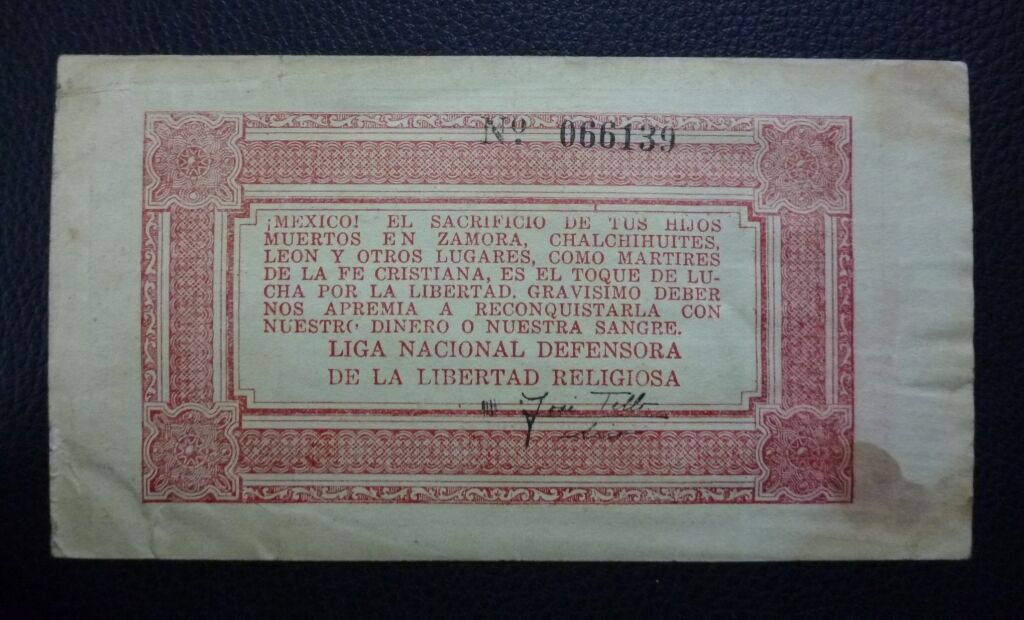 Nº 066139
¡MEXICO! EL SACRIFICIO DE TUS HIJOS
MUERTOS EN ZAMORA, CHALCHIHUITES,
LEON Y OTROS LUGARES, COMO MARTIRES
DE LA FE CRISTIANA, ES EL TOQUE DE LU-
CHA POR LA LIBERTAD. GRAVISIMO DEBER
NOS APREMIA A RECONQUISTARLA CON
NUESTRO DINERO O NUESTRA SANGRE.
LIGA NACIONAL DEFENSORA
DE LA LIBERTAD RELIGIOSA
José Tello